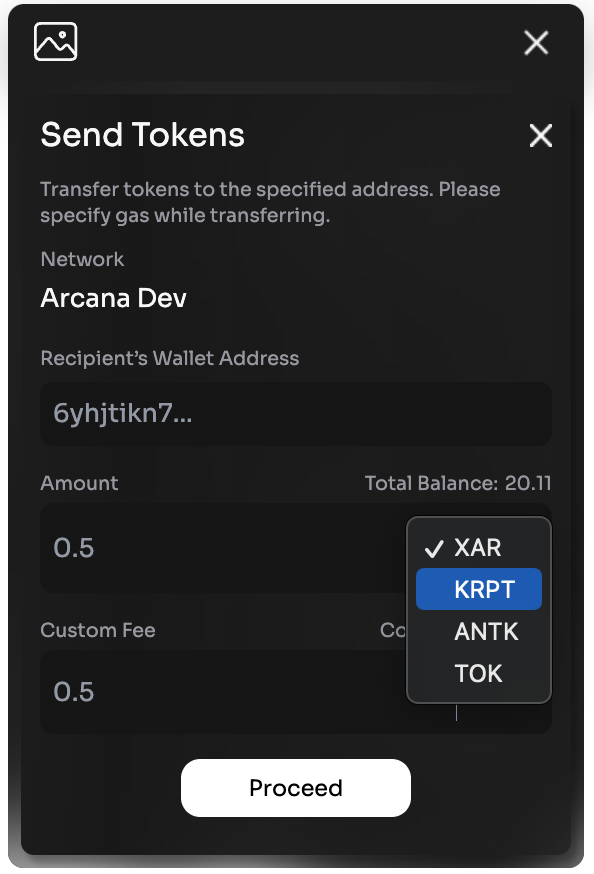 Send Tokens
Transfer tokens to the specified address. Please
specify gas while transferring.
Network
Arcana Dev
Recipient’s Wallet Address
6yhjtikn7...
Amount Total Balance: 20.11
0.5
XAR
KRPT
ANTK
TOK
Custom Fee Co
0.5
Proceed